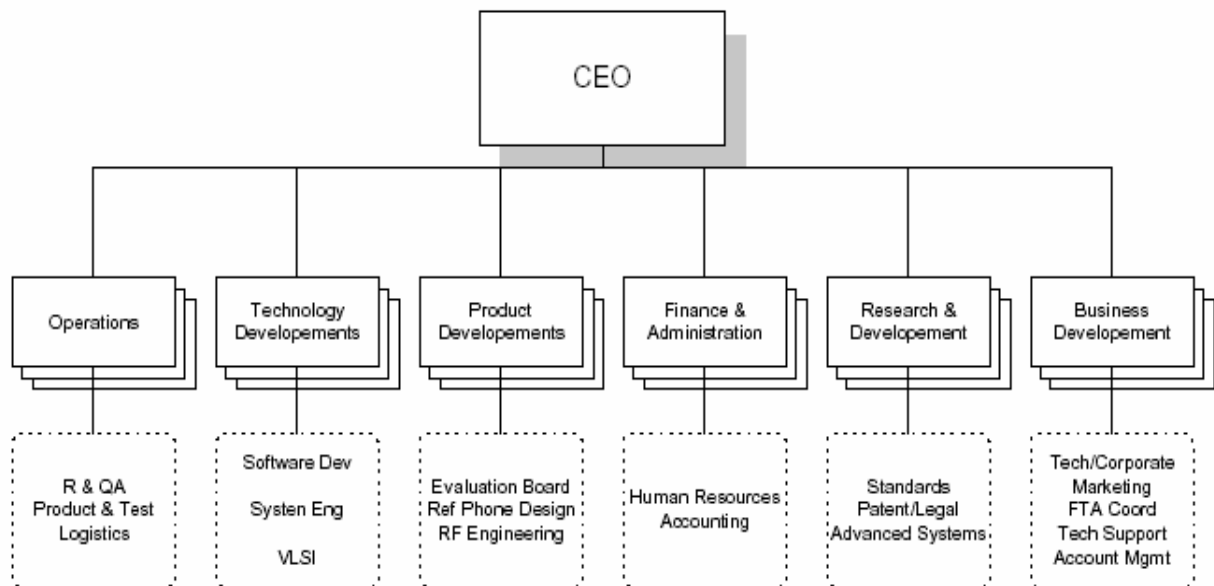 CEO
Operations
Technology
Developements
Product
Developements
Finance &
Administration
Research &
Developement
Business
Developement
R & QA
Product & Test
Logistics
Software Dev
Systen Eng
VLSI
Evaluation Board
Ref Phone Design
RF Engineering
Human Resources
Accounting
Standards
Patent/Legal
Advanced Systems
Tech/Corporate
Marketing
FTA Coord
Tech Support
Account Mgmt